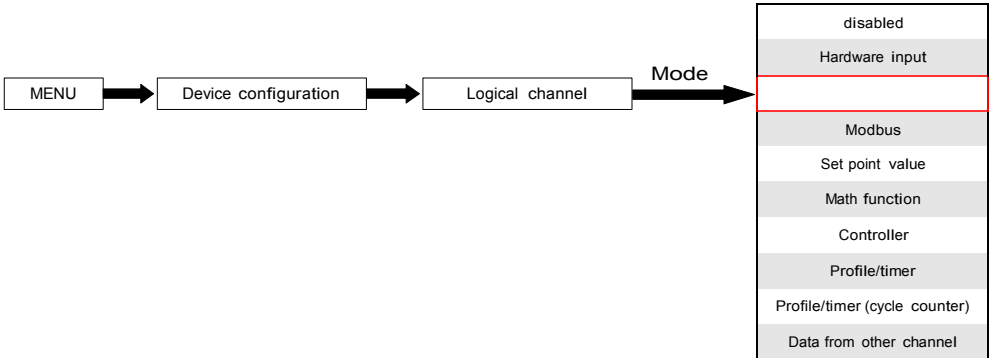 disabled
Hardware input
Mode
MENU
Device configuration
Logical channel
Modbus
Set point value
Math function
Controller
Profile/timer
Profile/timer (cycle counter)
Data from other channel